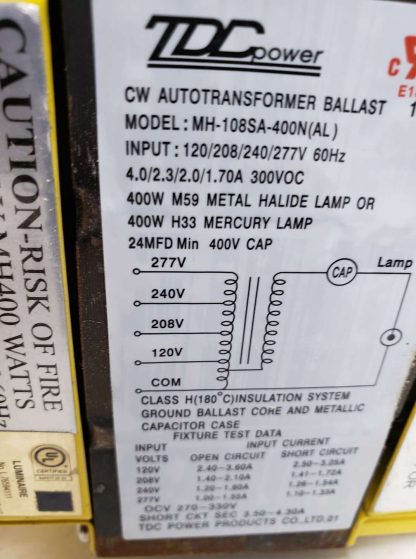 TDC power
CW AUTOTRANSFORMER BALLAST
MODEL: MH-108SA-400N(AL)
INPUT: 120/208/240/277V 60Hz
4.0/2.3/2.0/1.70A 300VOC
400W M59 METAL HALIDE LAMP OR
400W H33 MERCURY LAMP
24MFD Min 400V CAP
277V
240V
208V
120V
COM
CAP
Lamp
CLASS H(180°C)INSULATION SYSTEM
GROUND BALLAST CORE AND METALLIC
CAPACITOR CASE
FIXTURE TEST DATA
INPUT INPUT CURRENT
VOLTS OPEN CIRCUIT SHORT CIRCUIT
120V 2.40-3.60A 2.50-3.25A
208V 1.40-2.10A 1.41-1.72A
240V 1.20-1.80A 1.26-1.54A
277V 1.00-1.55A 1.10-1.33A
OCV 270-330V
SHORT CKT SEC 3.50-4.30A
TDC POWER PRODUCTS CO.,LTD.01
CAUTION-RISK OF FIRE
MH400 WATTS
60Hz
LUMINAIRE